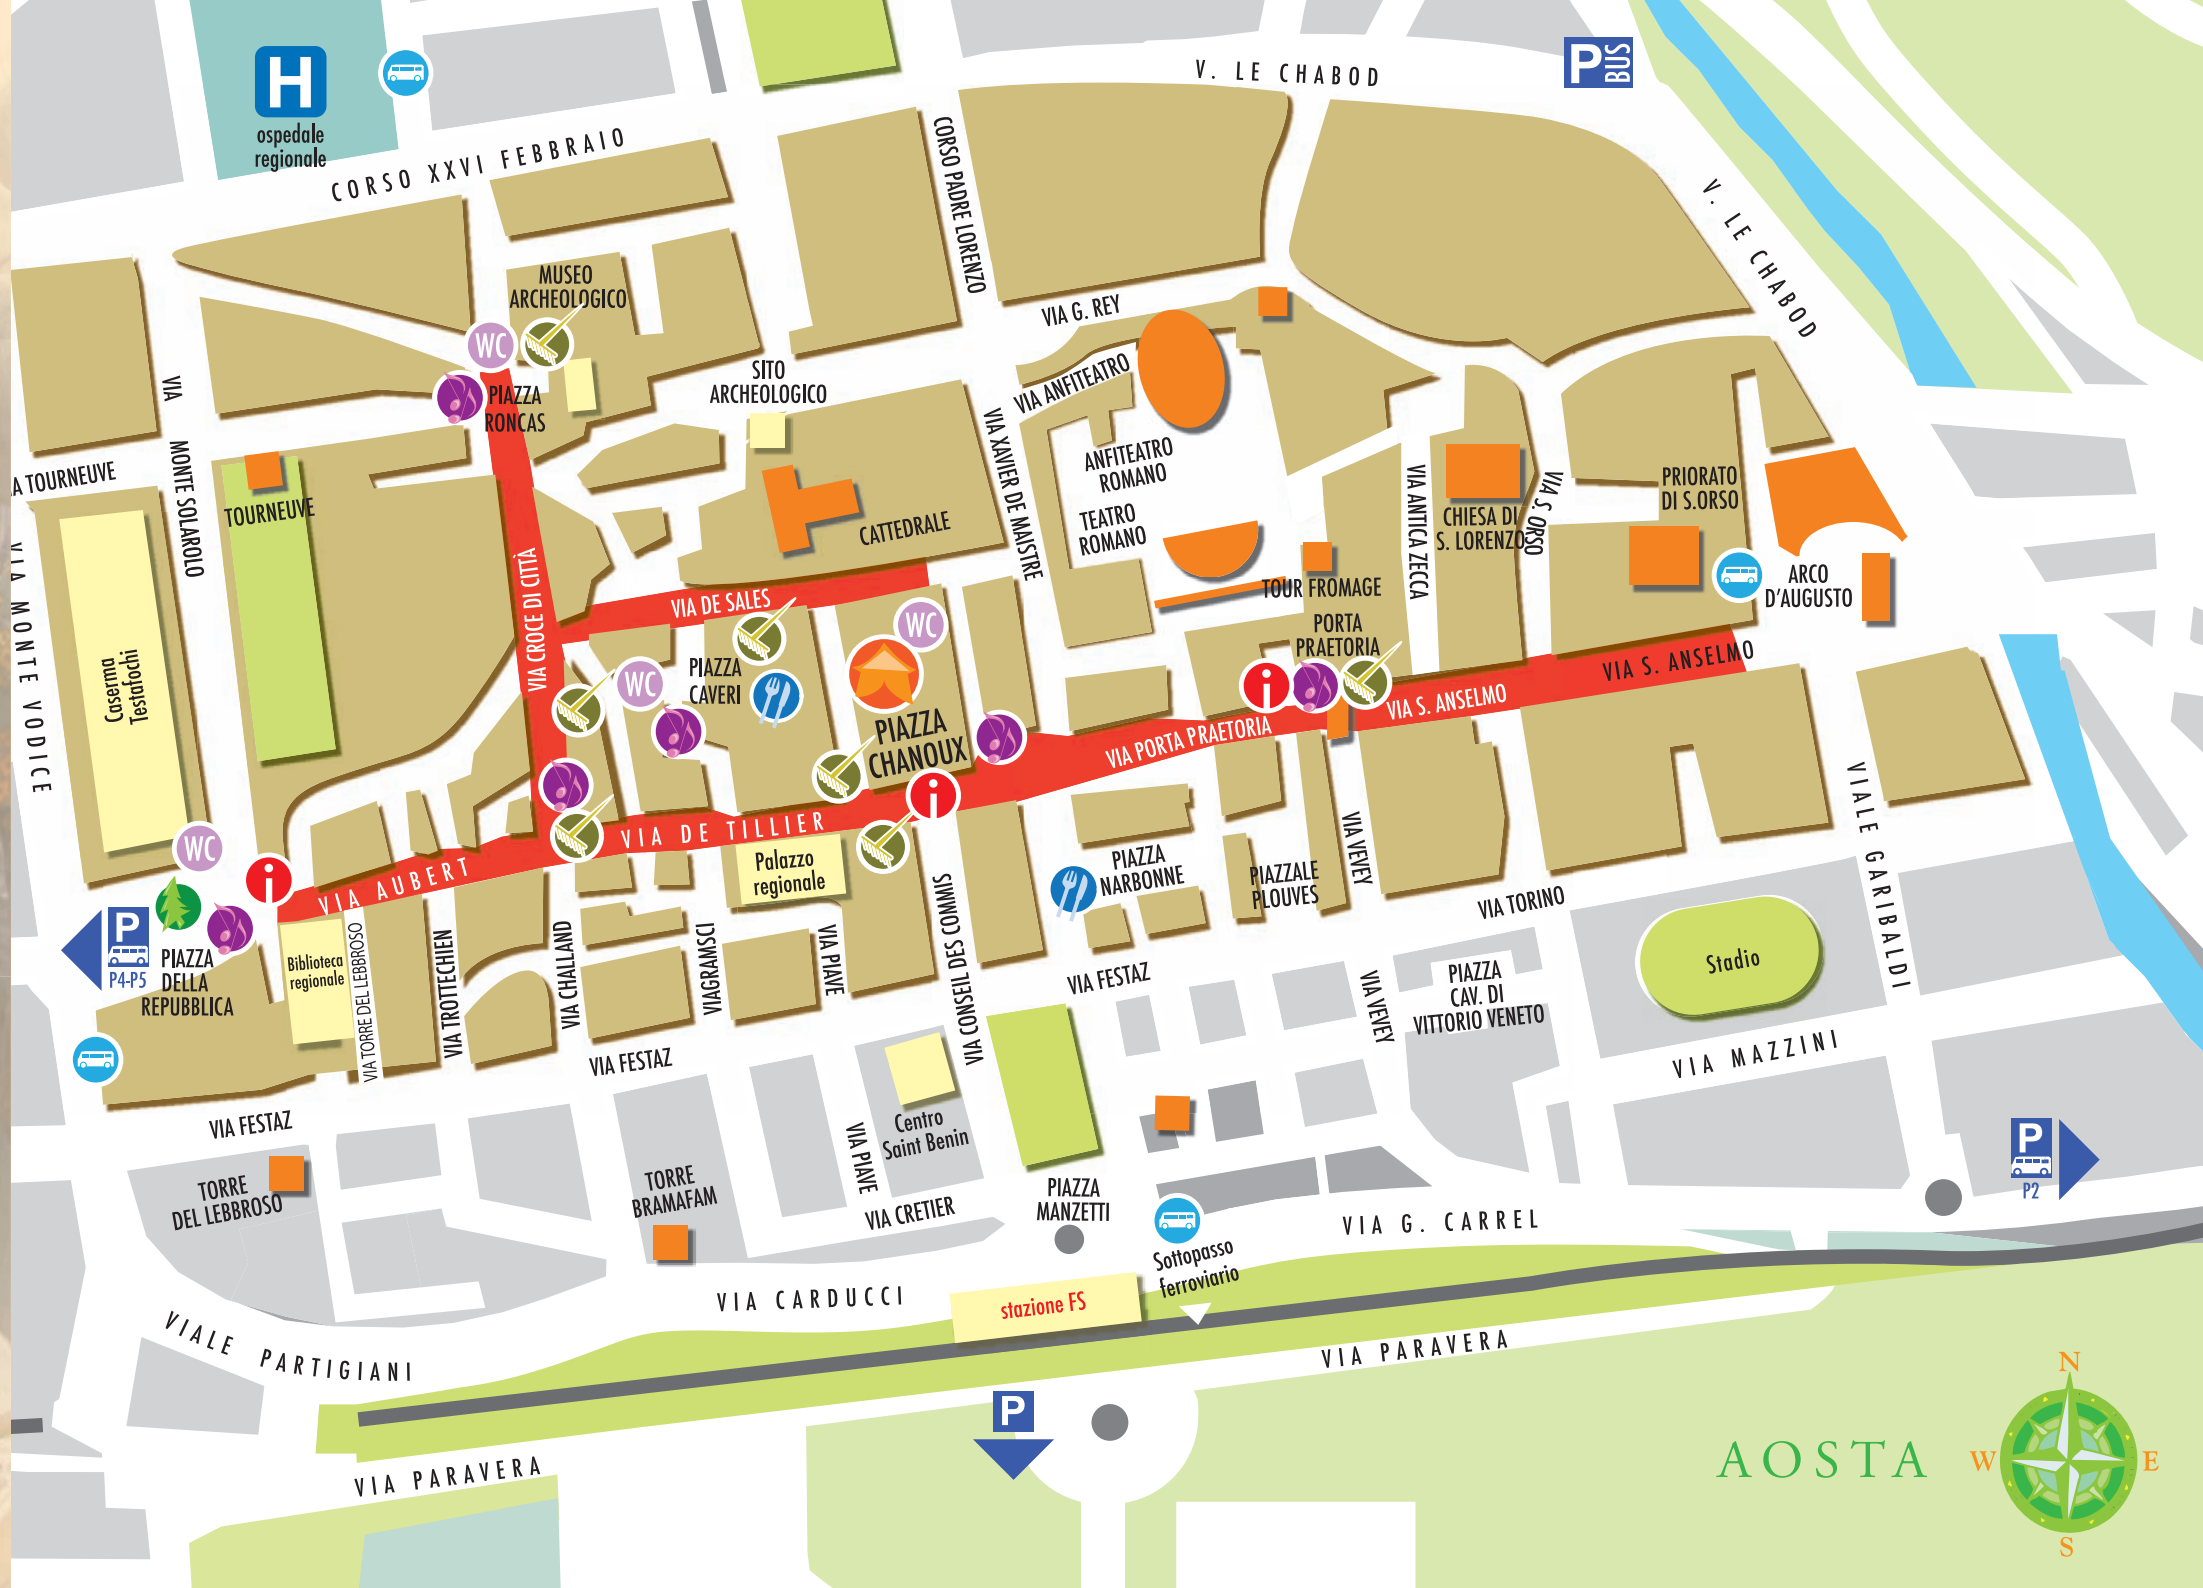 H
ospedale
regionale
CORSO XXVI FEBBRAIO
V. LE CHABOD
P BUS
V. LE CHABOD
CORSO PADRE LORENZO
MUSEO
ARCHEOLOGICO
WC
PIAZZA
RONCAS
SITO
ARCHEOLOGICO
VIA G. REY
VIA ANFITEATRO
ANFITEATRO
ROMANO
TEATRO
ROMANO
VIA XAVIER DE MAISTRE
CATTEDRALE
VIA
MONTE SOLAROLO
A TOURNEUVE
TOURNEUVE
VIA MONTE VODICE
Caserma
Testafochi
VIA CROCE DI CITTÀ
VIA DE SALES
WC
WC
PIAZZA
CAVERI
PIAZZA
CHANOUX
i
TOUR FROMAGE
PORTA
PRAETORIA
i
VIA ANTICA ZECCA
CHIESA DI
S. LORENZO
VIA S. ORSO
PRIORATO
DI S.ORSO
ARCO
D'AUGUSTO
VIA S. ANSELMO
VIA S. ANSELMO
VIA PORTA PRAETORIA
VIA DE TILLIER
VIA AUBERT
Palazzo
regionale
WC
i
P
P4-P5
PIAZZA
DELLA
REPUBBLICA
Biblioteca
regionale
VIA TORRE DEL LEBBROSO
VIA TROTTECHIEN
VIA CHALLAND
VIAGRAMSCI
VIA PIAVE
VIA CONSEIL DES COMMIS
PIAZZA
NARBONNE
PIAZZALE
PLOUVES
VIA VEVEY
VIA TORINO
VIALE GARIBALDI
Stadio
VIA FESTAZ
VIA VEVEY
PIAZZA
CAV. DI
VITTORIO VENETO
VIA MAZZINI
VIA FESTAZ
VIA FESTAZ
Centro
Saint Benin
VIA PIAVE
VIA CRETIER
TORRE
DEL LEBBROSO
TORRE
BRAMAFAM
PIAZZA
MANZETTI
Sottopasso
ferroviario
VIA G. CARREL
P
P2
VIA CARDUCCI
stazione FS
VIALE PARTIGIANI
VIA PARAVERA
VIA PARAVERA
P
AOSTA
N
W
E
S